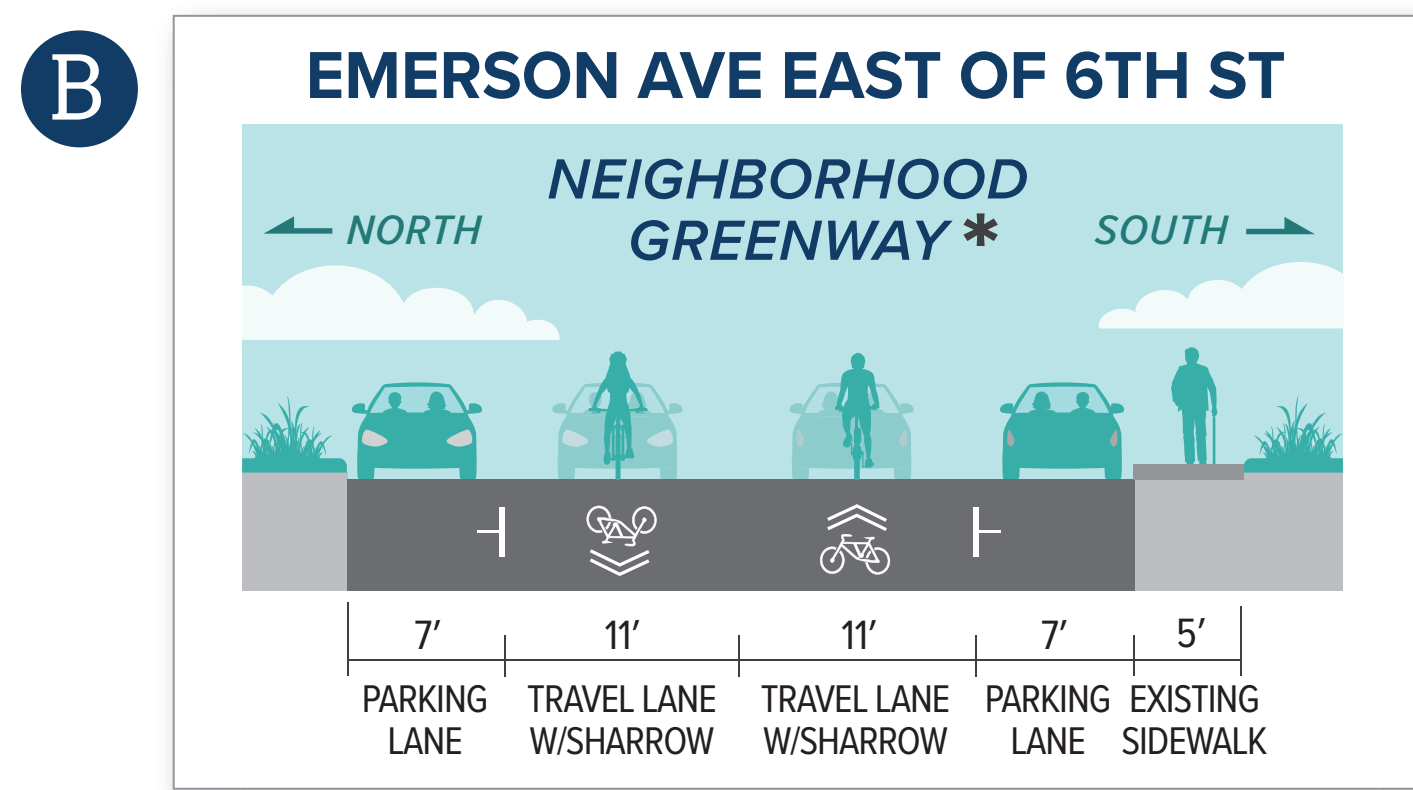 B
EMERSON AVE EAST OF 6TH ST
NEIGHBORHOOD
GREENWAY *
NORTH
SOUTH
7’ 11’ 11’ 7’ 5’
PARKING TRAVEL LANE TRAVEL LANE PARKING EXISTING
LANE W/SHARROW W/SHARROW LANE SIDEWALK